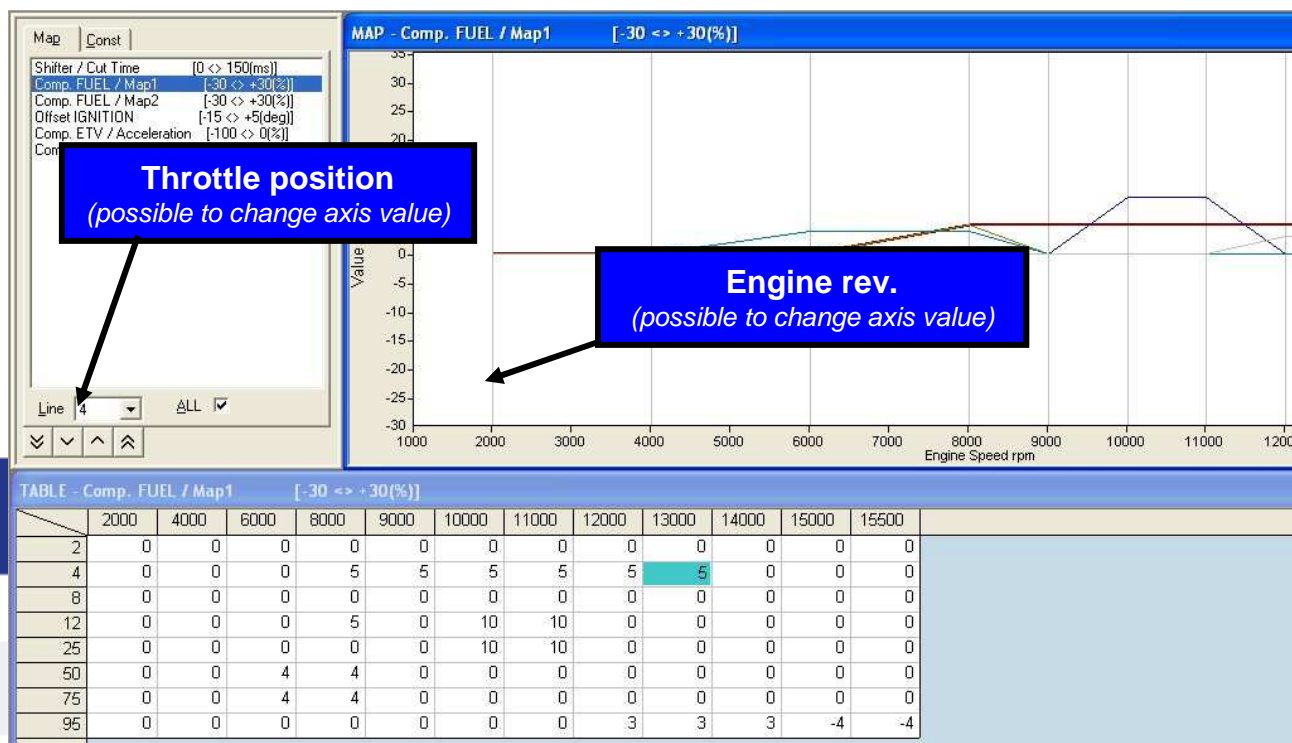 Map Const
Shifter / Cut Time [0 <> 150(ms)]
Comp. FUEL / Map1 [-30 <> +30(%)]
Comp. FUEL / Map2 [-30 <> +30(%)]
Offset IGNITION [-15 <> +5(deg)]
Comp. ETV / Acceleration [-100 <> 0(%)]
Throttle position
(possible to change axis value)
Line 4 ALL
MAP - Comp. FUEL / Map1 [-30 <> +30(%)]
35
30
25
20
Value
0
-5
-10
-15
-20
-25
-30
Engine rev.
(possible to change axis value)
1000 2000 3000 4000 5000 6000 7000 8000 9000 10000 11000
Engine Speed rpm
TABLE - Comp. FUEL / Map1 [-30 <> +30(%)]
2000 4000 6000 8000 9000 10000 11000 12000 13000 14000 15000 15500
2 0 0 0 0 0 0 0 0 0 0 0 0
4 0 0 0 5 5 5 5 5 5 0 0 0
8 0 0 0 0 0 0 0 0 0 0 0 0
12 0 0 0 5 0 10 10 0 0 0 0 0
25 0 0 0 0 0 10 10 0 0 0 0 0
50 0 0 4 4 0 0 0 0 0 0 0 0
75 0 0 4 4 0 0 0 0 0 0 0 0
95 0 0 0 0 0 0 0 3 3 3 -4 -4